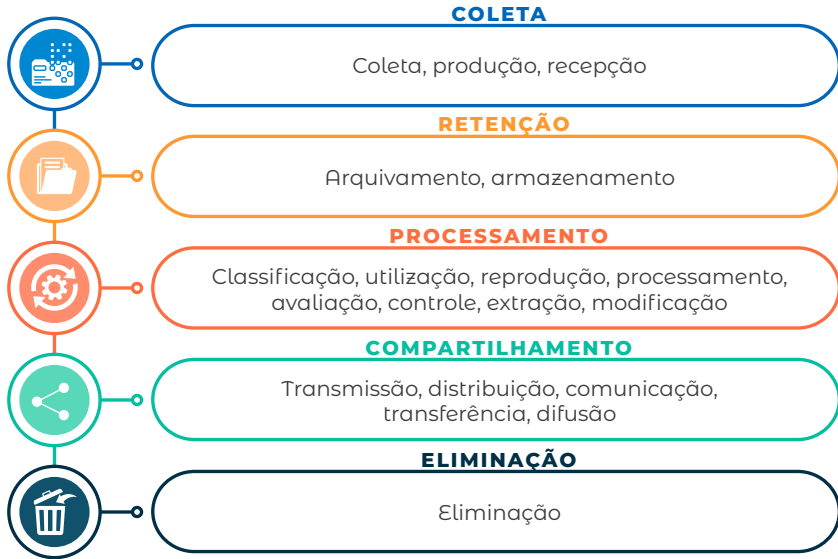 COLETA
Coleta, produção, recepção
RETENÇÃO
Arquivamento, armazenamento
PROCESSAMENTO
Classificação, utilização, reprodução, processamento,
avaliação, controle, extração, modificação
COMPARTILHAMENTO
Transmissão, distribuição, comunicação,
transferência, difusão
ELIMINAÇÃO
Eliminação